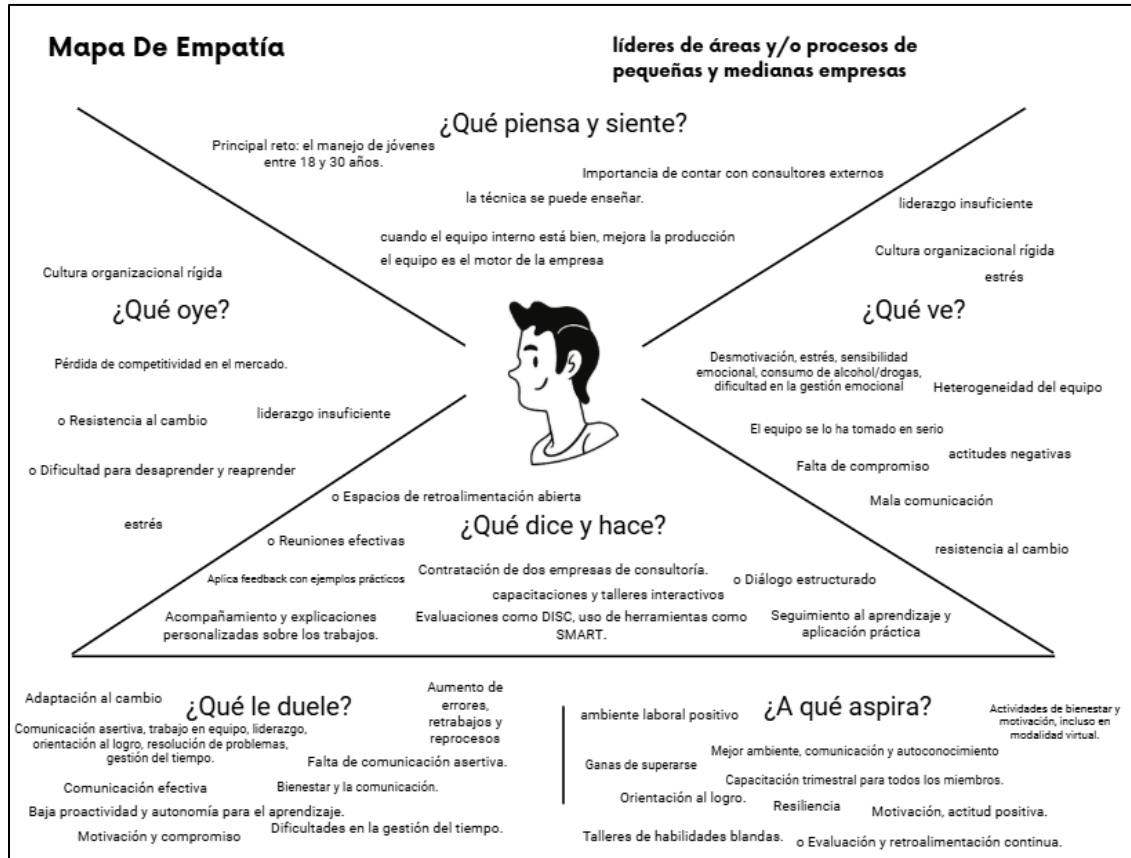 Mapa De Empatía
líderes de áreas y/o procesos de
pequeñas y medianas empresas
¿Qué piensa y siente?
Principal reto: el manejo de jóvenes
entre 18 y 30 años.
Importancia de contar con consultores externos
la técnica se puede enseñar.
cuando el equipo interno está bien, mejora la producción
el equipo es el motor de la empresa
Cultura organizacional rígida
¿Qué oye?
Pérdida de competitividad en el mercado.
o Resistencia al cambio
liderazgo insuficiente
o Dificultad para desaprender y reaprender
estrés
liderazgo insuficiente
Cultura organizacional rígida
estrés
¿Qué ve?
Desmotivación, estrés, sensibilidad
emocional, consumo de alcohol/drogas,
dificultad en la gestión emocional
Heterogeneidad del equipo
El equipo se lo ha tomado en serio
actitudes negativas
Falta de compromiso
Mala comunicación
resistencia al cambio
o Espacios de retroalimentación abierta
¿Qué dice y hace?
o Reuniones efectivas
Aplica feedback con ejemplos prácticos
Contratación de dos empresas de consultoría.
o Diálogo estructurado
capacitaciones y talleres interactivos
Acompañamiento y explicaciones
personalizadas sobre los trabajos.
Evaluaciones como DISC, uso de herramientas como
SMART.
Seguimiento al aprendizaje y
aplicación práctica
Adaptación al cambio
¿Qué le duele?
Aumento de
errores,
retrabajos y
reprocesos
Comunicación asertiva, trabajo en equipo, liderazgo,
orientación al logro, resolución de problemas,
gestión del tiempo.
Falta de comunicación asertiva.
Comunicación efectiva
Bienestar y la comunicación.
Baja proactividad y autonomía para el aprendizaje.
Motivación y compromiso
Dificultades en la gestión del tiempo.
ambiente laboral positivo
¿A qué aspira?
Actividades de bienestar y
motivación, incluso en
modalidad virtual.
Mejor ambiente, comunicación y autoconocimiento
Ganas de superarse
Capacitación trimestral para todos los miembros.
Orientación al logro.
Resiliencia
Motivación, actitud positiva.
Talleres de habilidades blandas.
o Evaluación y retroalimentación continua.